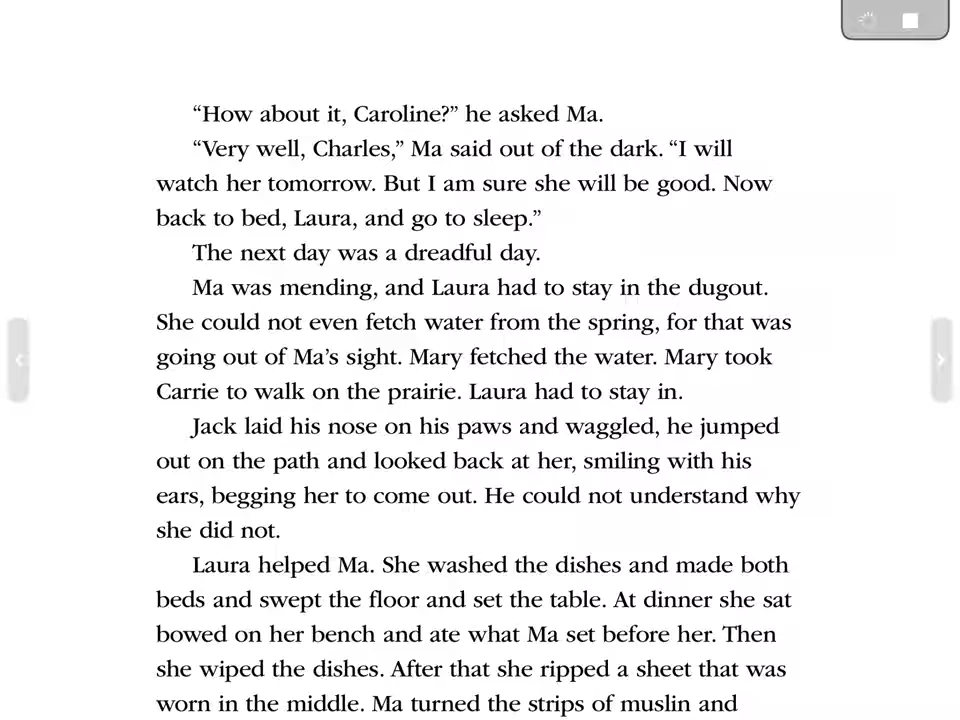 “How about it, Caroline?” he asked Ma.
“Very well, Charles,” Ma said out of the dark. “I will
watch her tomorrow. But I am sure she will be good. Now
back to bed, Laura, and go to sleep.”
The next day was a dreadful day.
Ma was mending, and Laura had to stay in the dugout.
She could not even fetch water from the spring, for that was
going out of Ma’s sight. Mary fetched the water. Mary took
Carrie to walk on the prairie. Laura had to stay in.
Jack laid his nose on his paws and waggled, he jumped
out on the path and looked back at her, smiling with his
ears, begging her to come out. He could not understand why
she did not.
Laura helped Ma. She washed the dishes and made both
beds and swept the floor and set the table. At dinner she sat
bowed on her bench and ate what Ma set before her. Then
she wiped the dishes. After that she ripped a sheet that was
worn in the middle. Ma turned the strips of muslin and